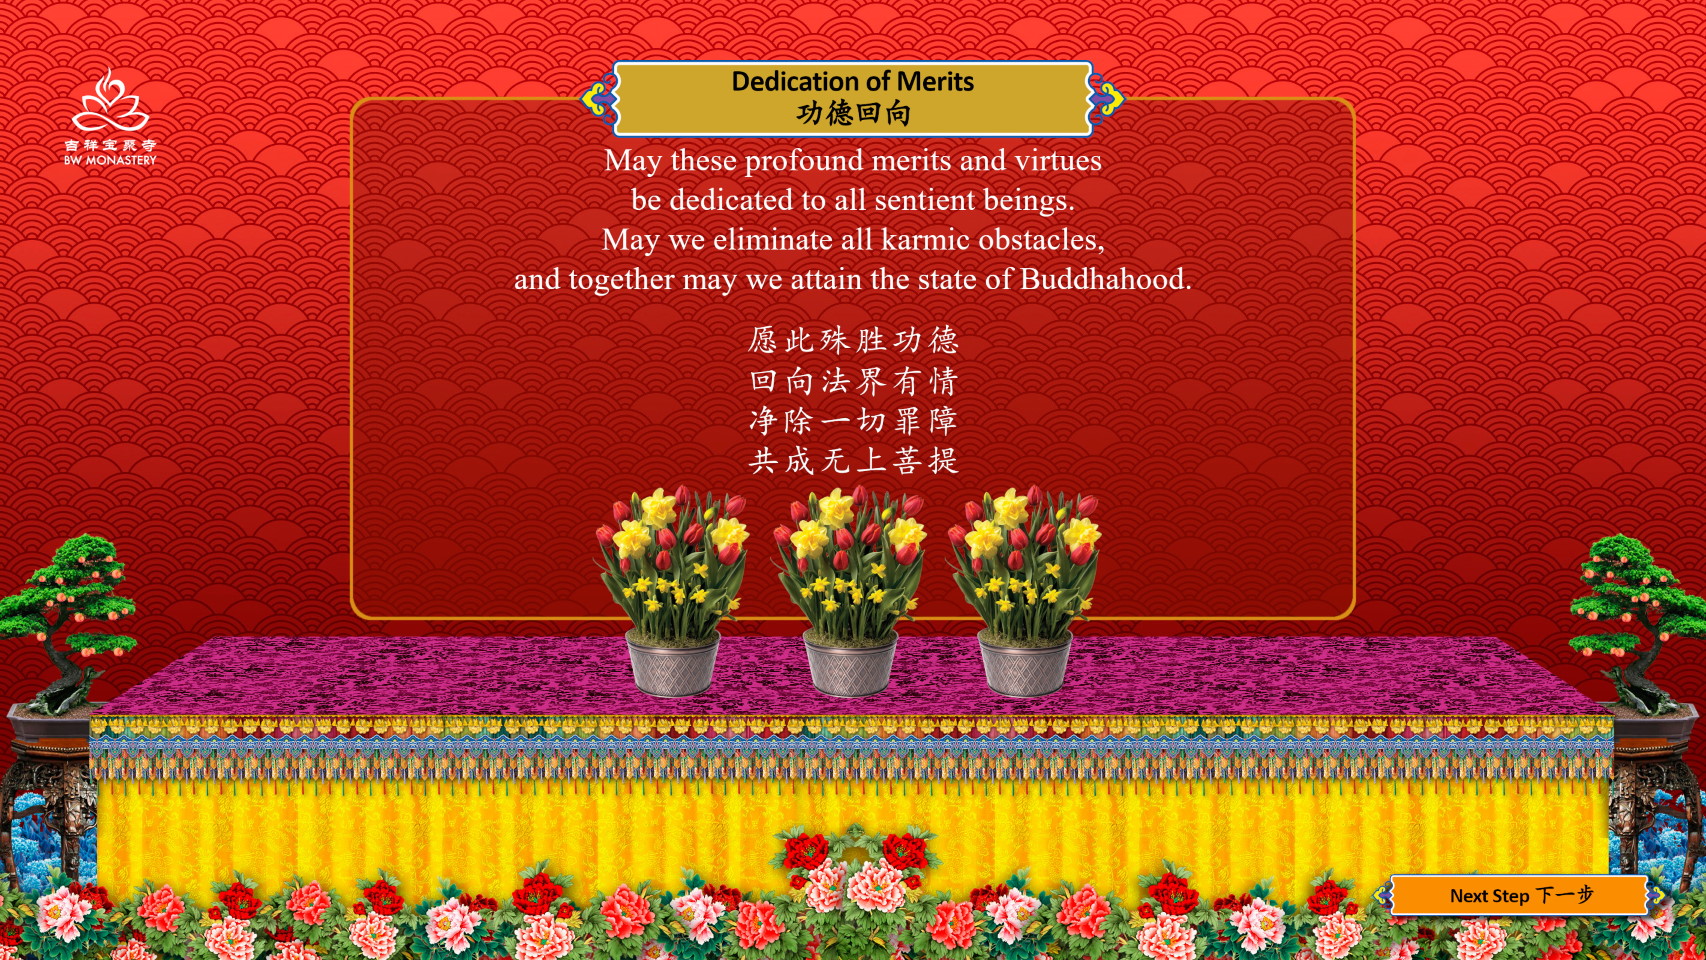 吉祥宝聚寺
BW MONASTERY
Dedication of Merits
功德回向
May these profound merits and virtues
be dedicated to all sentient beings.
May we eliminate all karmic obstacles,
and together may we attain the state of Buddhahood.
愿此殊胜功德
回向法界有情
净除一切罪障
共成无上菩提
Next Step 下一步